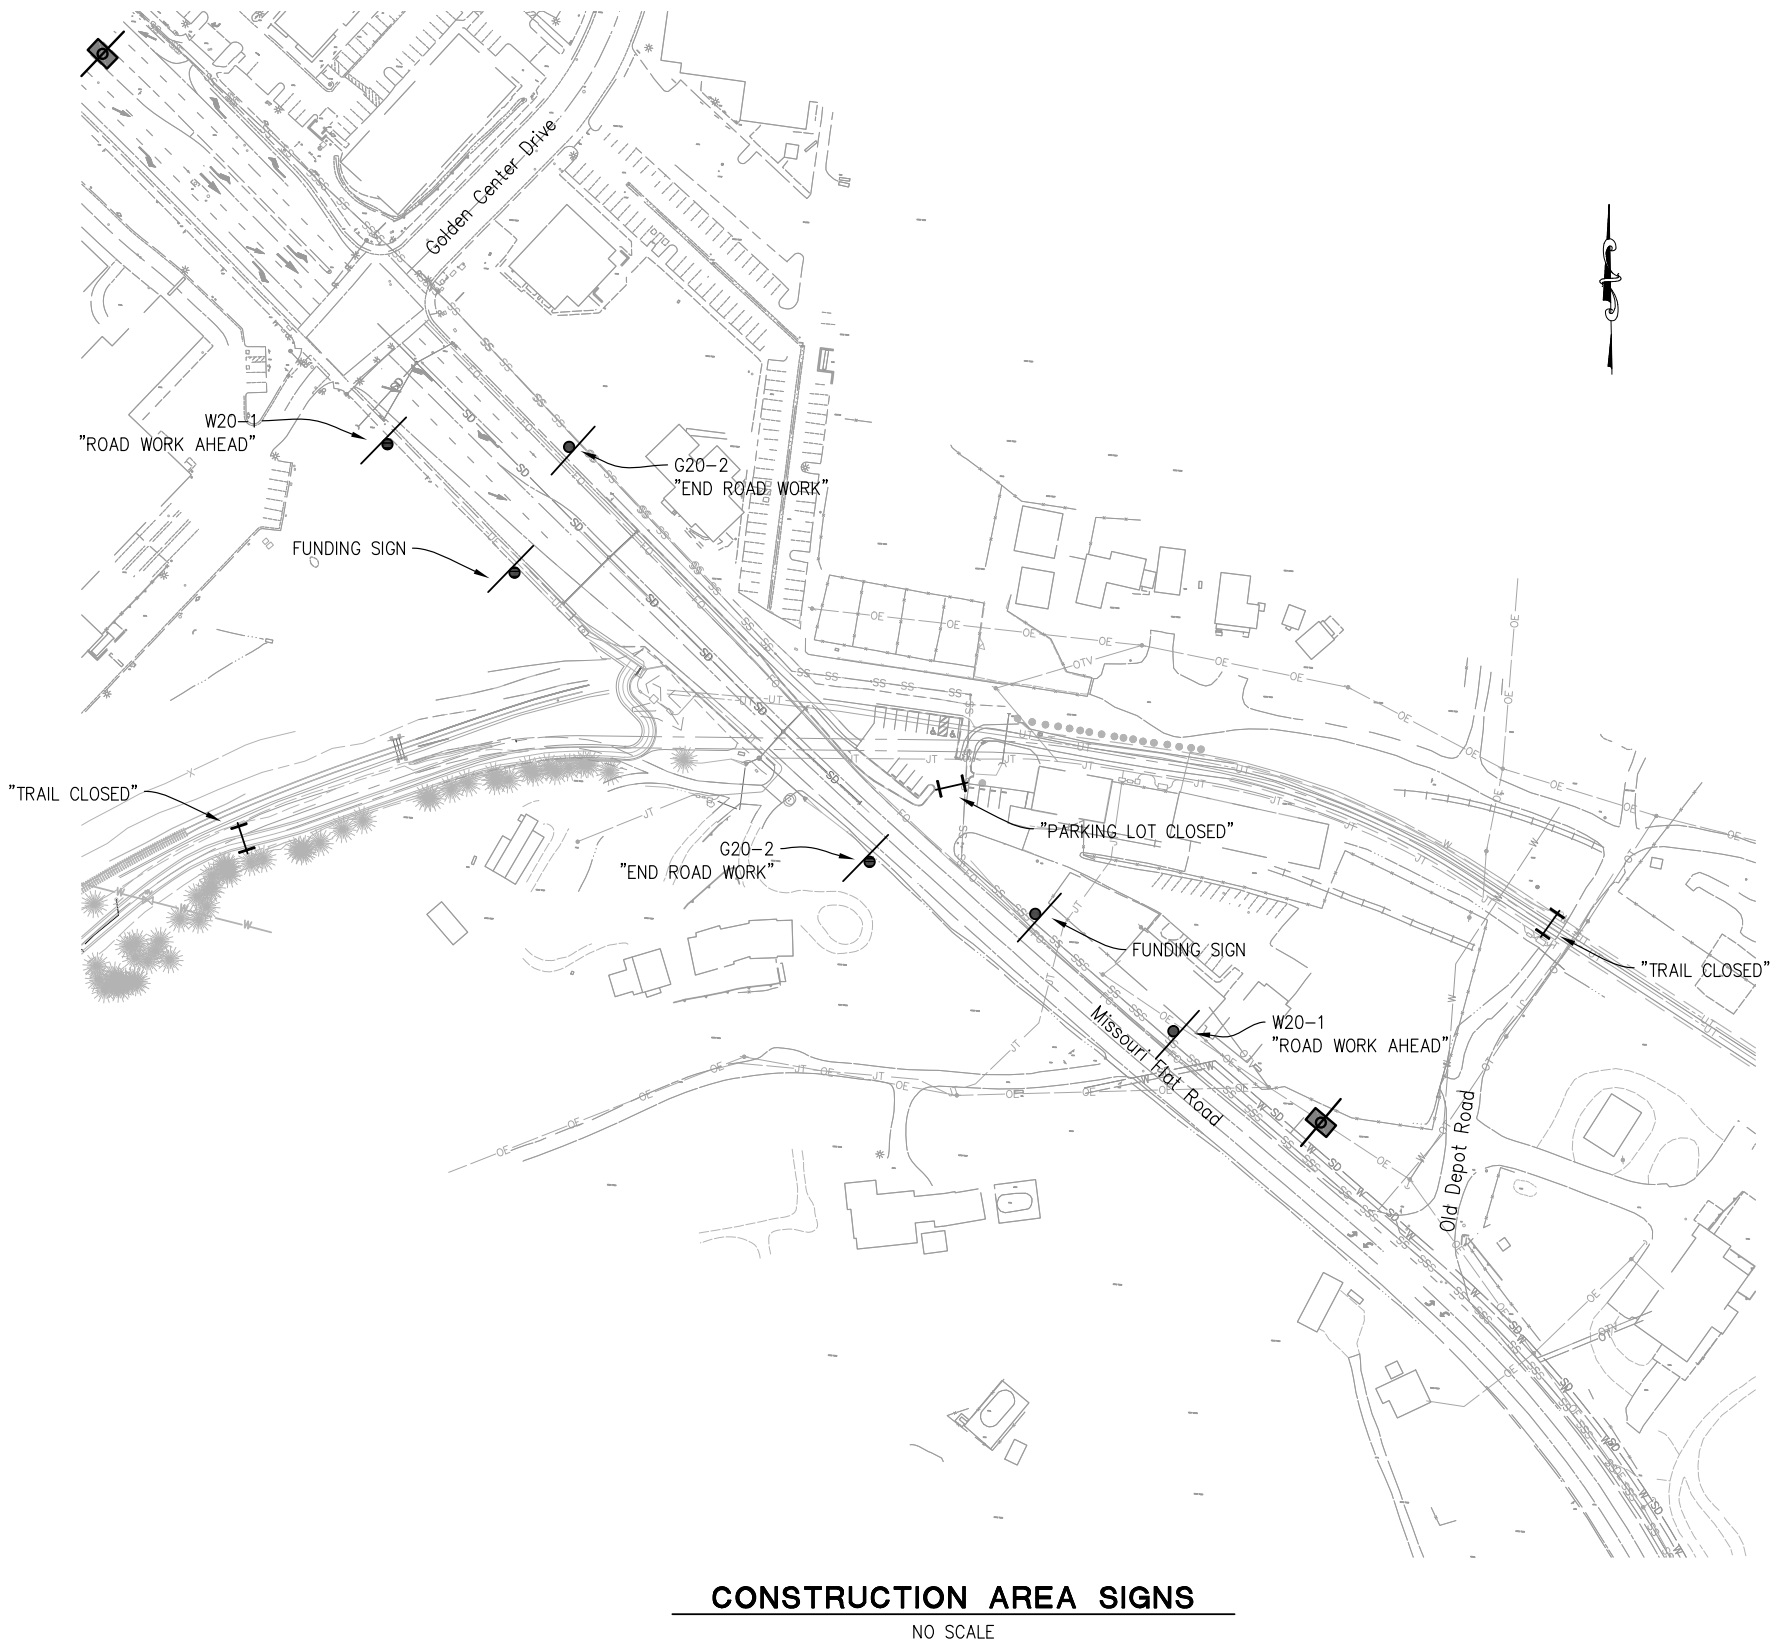 Golden Center Drive
W20-1
"ROAD WORK AHEAD"
G20-2
"END ROAD WORK"
FUNDING SIGN
"TRAIL CLOSED"
"PARKING LOT CLOSED"
G20-2
"END ROAD WORK"
FUNDING SIGN
"TRAIL CLOSED"
W20-1
"ROAD WORK AHEAD"
Missouri Flat Road
Old Depot Road
CONSTRUCTION AREA SIGNS
NO SCALE